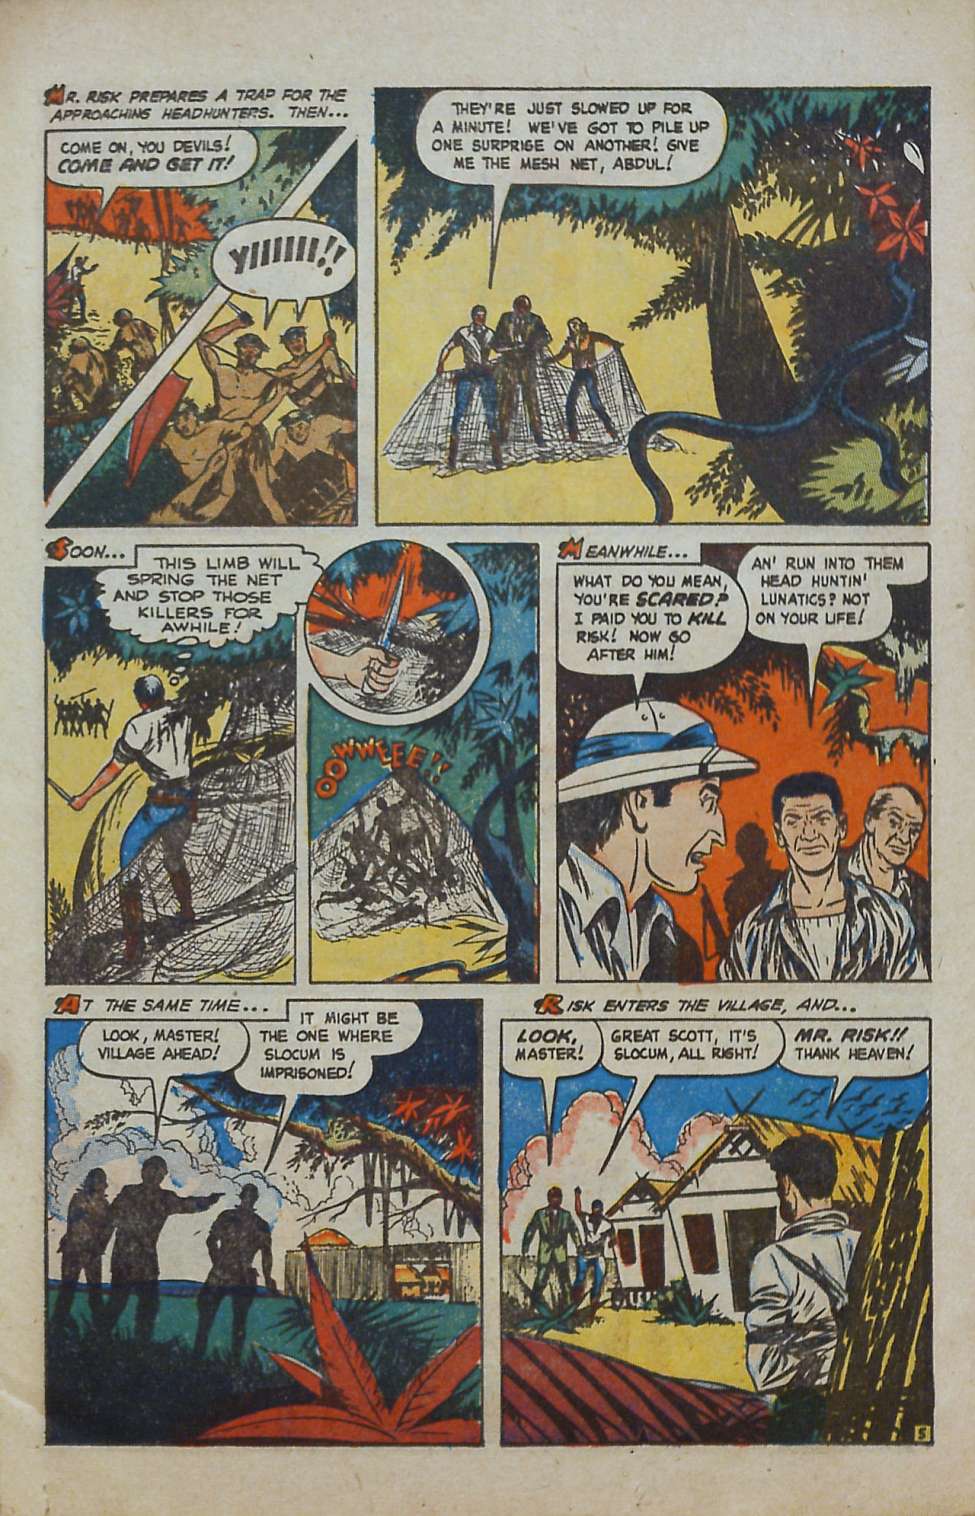 MR. RISK PREPARES A TRAP FOR THE
APPROACHING HEADHUNTERS. THEN...
COME ON, YOU DEVILS!
COME AND GET IT!
YIIIIIII!!
THEY'RE JUST SLOWED UP FOR
A MINUTE! WE'VE GOT TO PILE UP
ONE SURPRISE ON ANOTHER! GIVE
ME THE MESH NET, ABDUL!
SOON...
THIS LIMB WILL
SPRING THE NET
AND STOP THOSE
KILLERS FOR
AWHILE!
OOWWEEE!!
MEANWHILE...
WHAT DO YOU MEAN,
YOU'RE SCARED?
I PAID YOU TO KILL
RISK! NOW GO
AFTER HIM!
AN' RUN INTO THEM
HEAD HUNTIN'
LUNATICS? NOT
ON YOUR LIFE!
AT THE SAME TIME...
LOOK, MASTER!
VILLAGE AHEAD!
IT MIGHT BE
THE ONE WHERE
SLOCUM IS
IMPRISONED!
RISK ENTERS THE VILLAGE, AND...
LOOK,
MASTER!
GREAT SCOTT, IT'S
SLOCUM, ALL RIGHT!
MR. RISK!!
THANK HEAVEN!
5